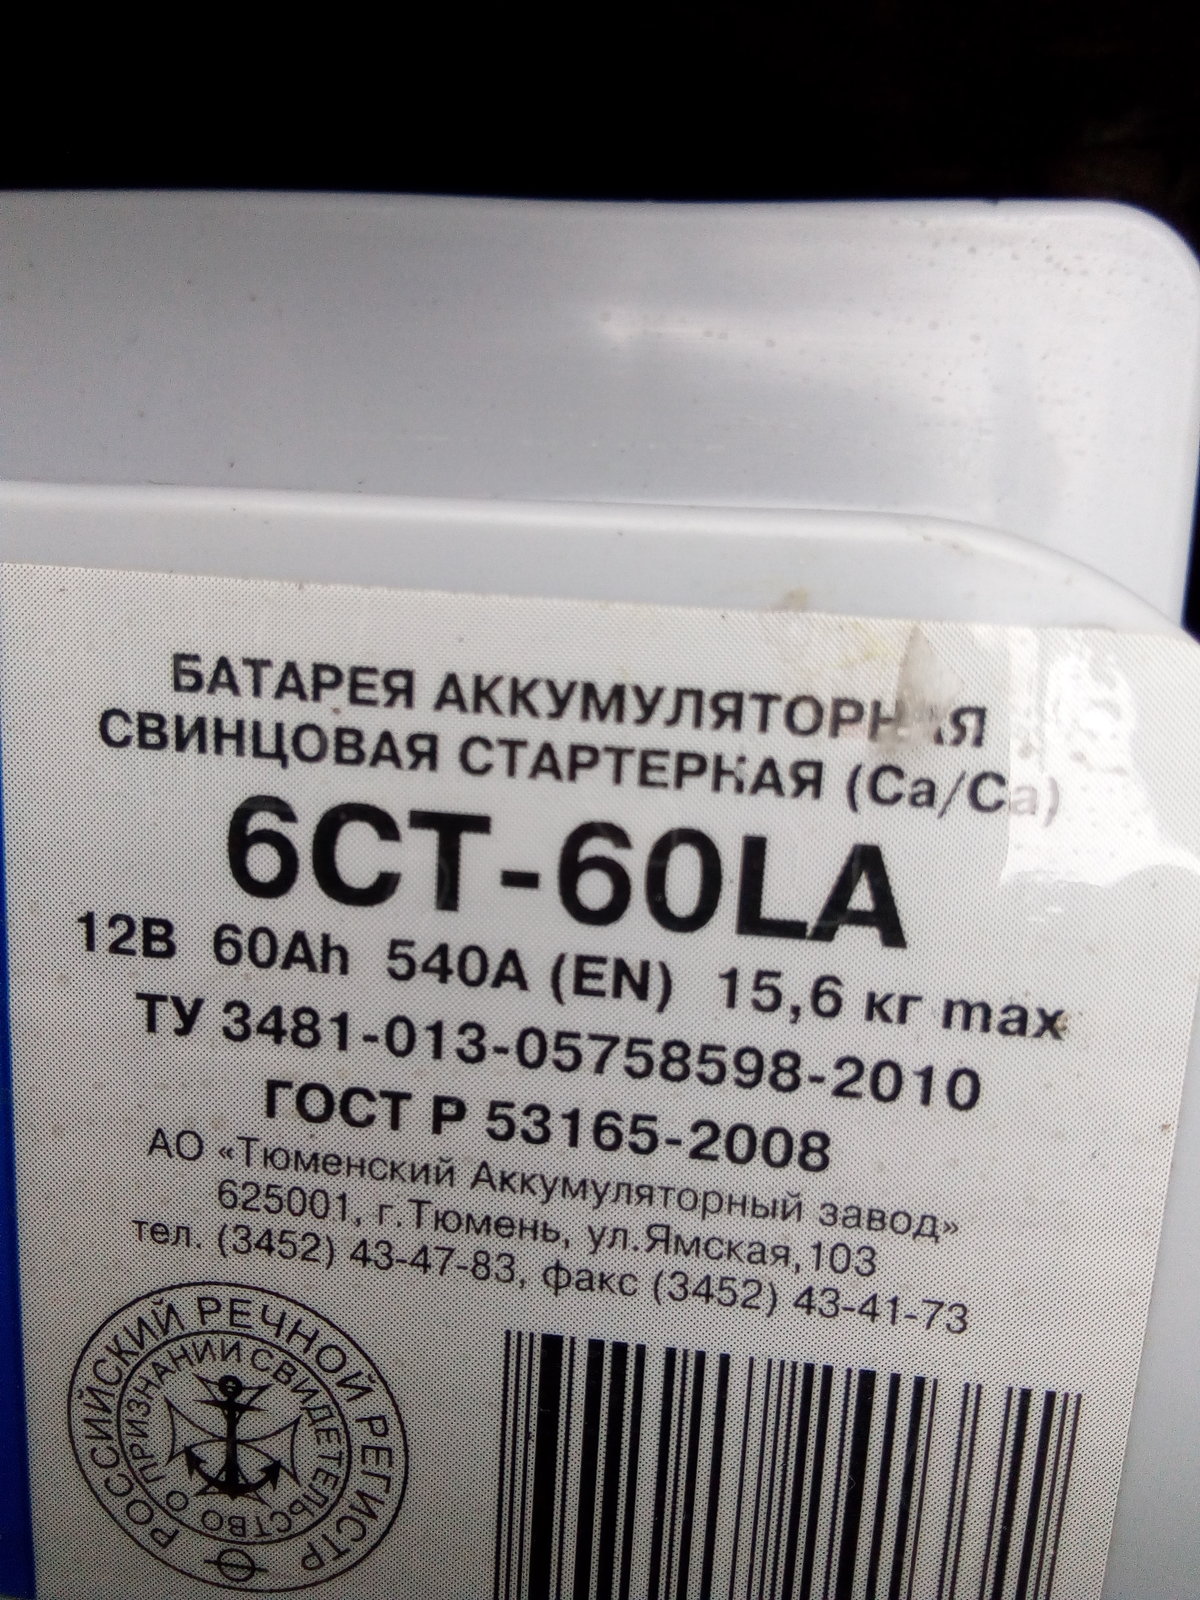 БАТАРЕЯ АККУМУЛЯТОРНАЯ
СВИНЦОВАЯ СТАРТЕРНАЯ (Ca/Ca)
6СТ-60LA
12В 60Ah 540А (EN) 15,6 кг max
ТУ 3481-013-05758598-2010
ГОСТ Р 53165-2008
АО «Тюменский Аккумуляторный завод»
625001, г.Тюмень, ул.Ямская,103
тел. (3452) 43-47-83, факс (3452) 43-41-73
РОССИЙСКИЙ РЕЧНОЙ РЕГИСТР
СВИДЕТЕЛЬСТВО О ПРИЗНАНИИ